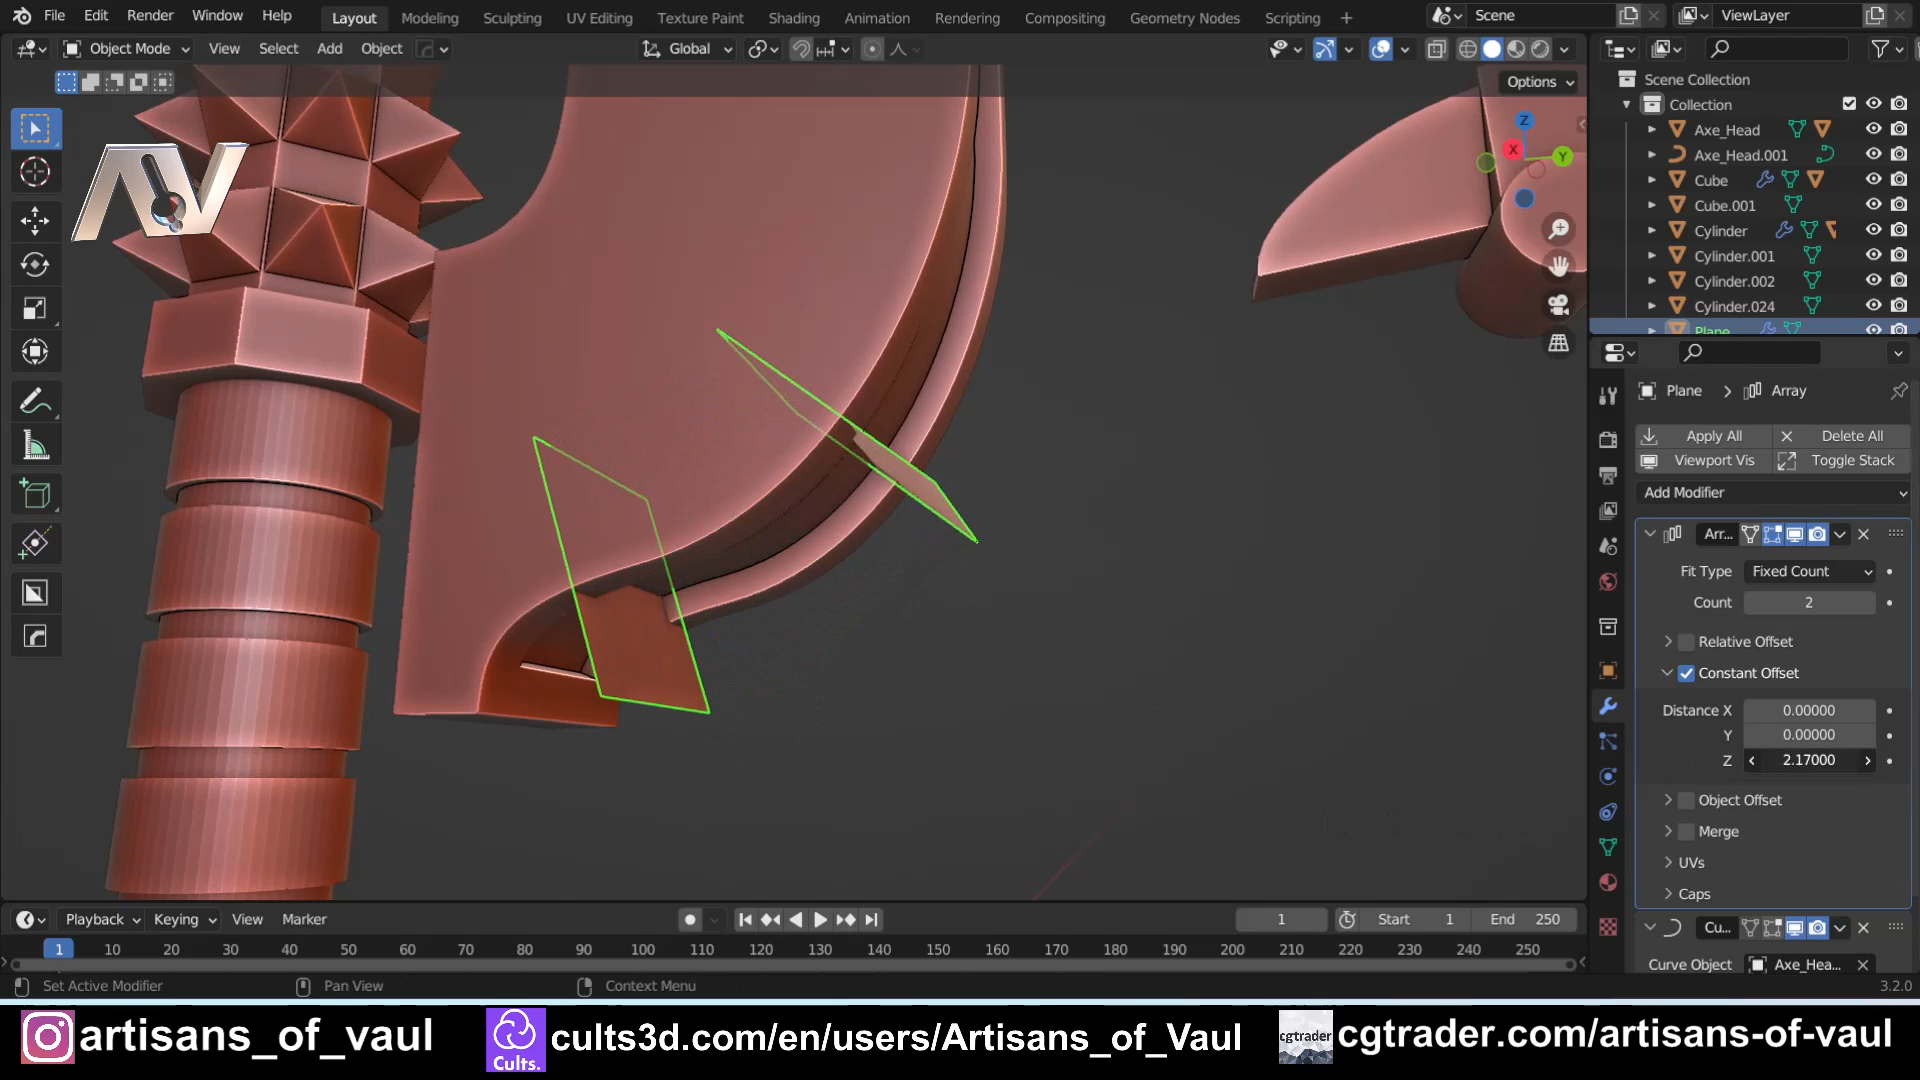 File Edit Render Window Help Layout Modeling Sculpting UV Editing Texture Paint Shading Animation Rendering Compositing Geometry Nodes Scripting + Scene ViewLayer
Object Mode View Select Add Object Global
Options
AV
Z
X
Y
Scene Collection
Collection
Axe_Head
Axe_Head.001
Cube
Cube.001
Cylinder
Cylinder.001
Cylinder.002
Cylinder.024
Plane
Plane > Array
Apply All Delete All
Viewport Vis Toggle Stack
Add Modifier
Arr...
Fit Type Fixed Count
Count 2
Relative Offset
Constant Offset
Distance X 0.00000
Y 0.00000
Z 2.17000
Object Offset
Merge
UVs
Caps
Cu...
Curve Object Axe_Hea...
Playback Keying View Marker 1 Start 1 End 250
1 10 20 30 40 50 60 70 80 90 100 110 120 130 140 150 160 170 180 190 200 210 220 230 240 250
Set Active Modifier Pan View Context Menu 3.2.0
artisans_of_vaul Cults. cults3d.com/en/users/Artisans_of_Vaul cgtrader cgtrader.com/artisans-of-vaul